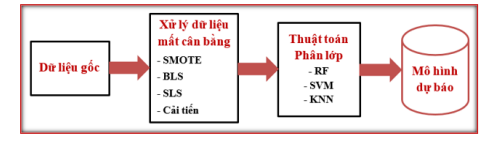 Dữ liệu gốc
Xử lý dữ liệu
mất cân bằng
- SMOTE
- BLS
- SLS
- Cải tiến
Thuật toán
Phân lớp
- RF
- SVM
- KNN
Mô hình
dự báo